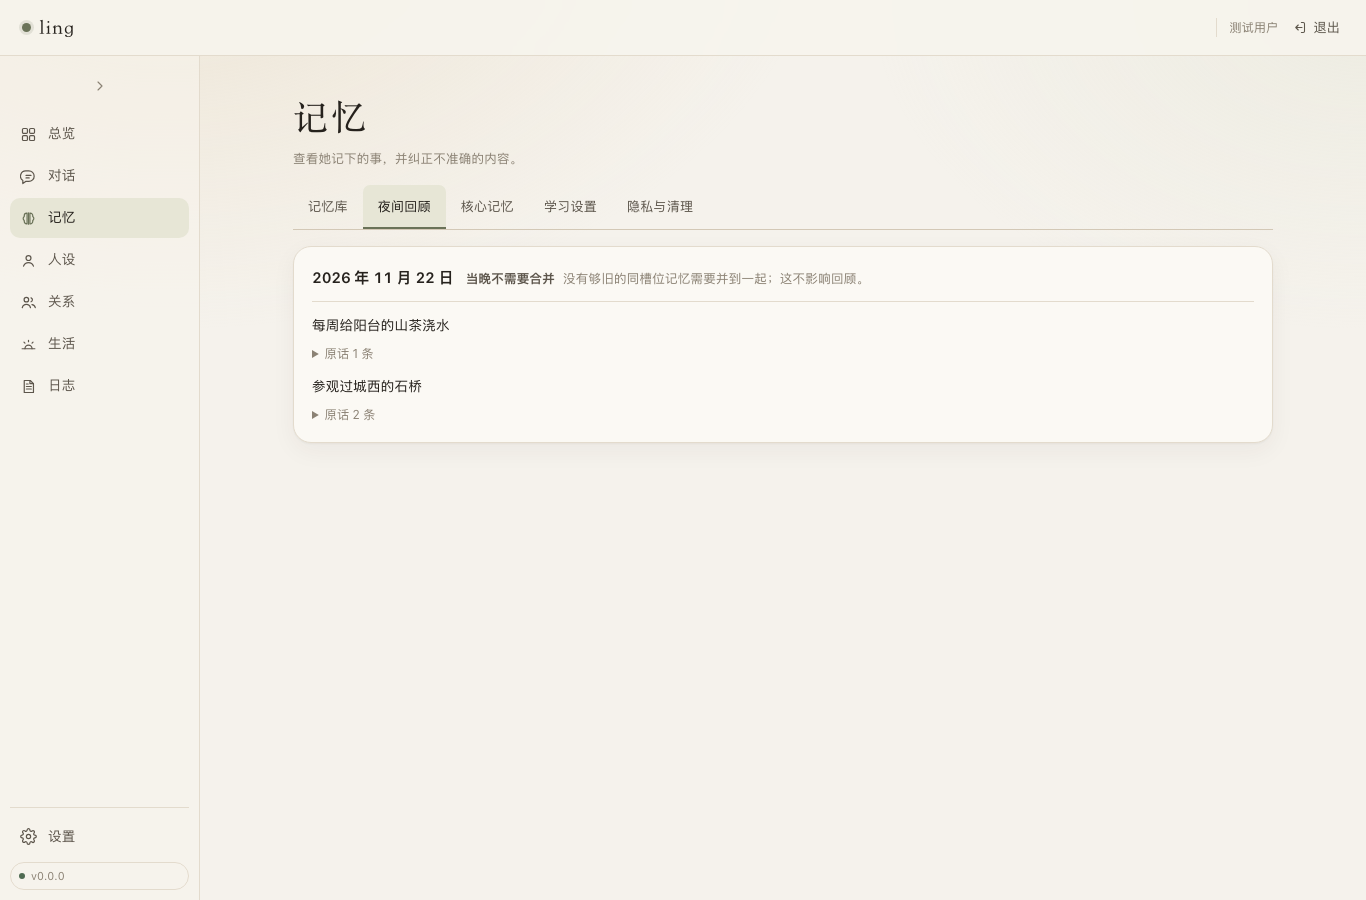 ling
测试用户
退出
总览
对话
记忆
人设
关系
生活
日志
设置
v0.0.0
记忆
查看她记下的事，并纠正不准确的内容。
记忆库 夜间回顾 核心记忆 学习设置 隐私与清理
2026 年 11 月 22 日 当晚不需要合并 没有够旧的同槽位记忆需要并到一起；这不影响回顾。
每周给阳台的山茶浇水
原话 1 条
参观过城西的石桥
原话 2 条